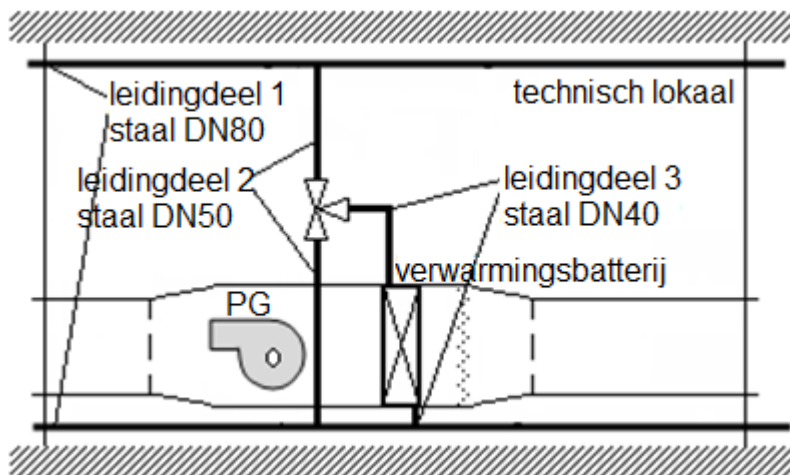 leidingdeel 1
staal DN80
technisch lokaal
leidingdeel 2
staal DN50
leidingdeel 3
staal DN40
verwarmingsbatterij
PG